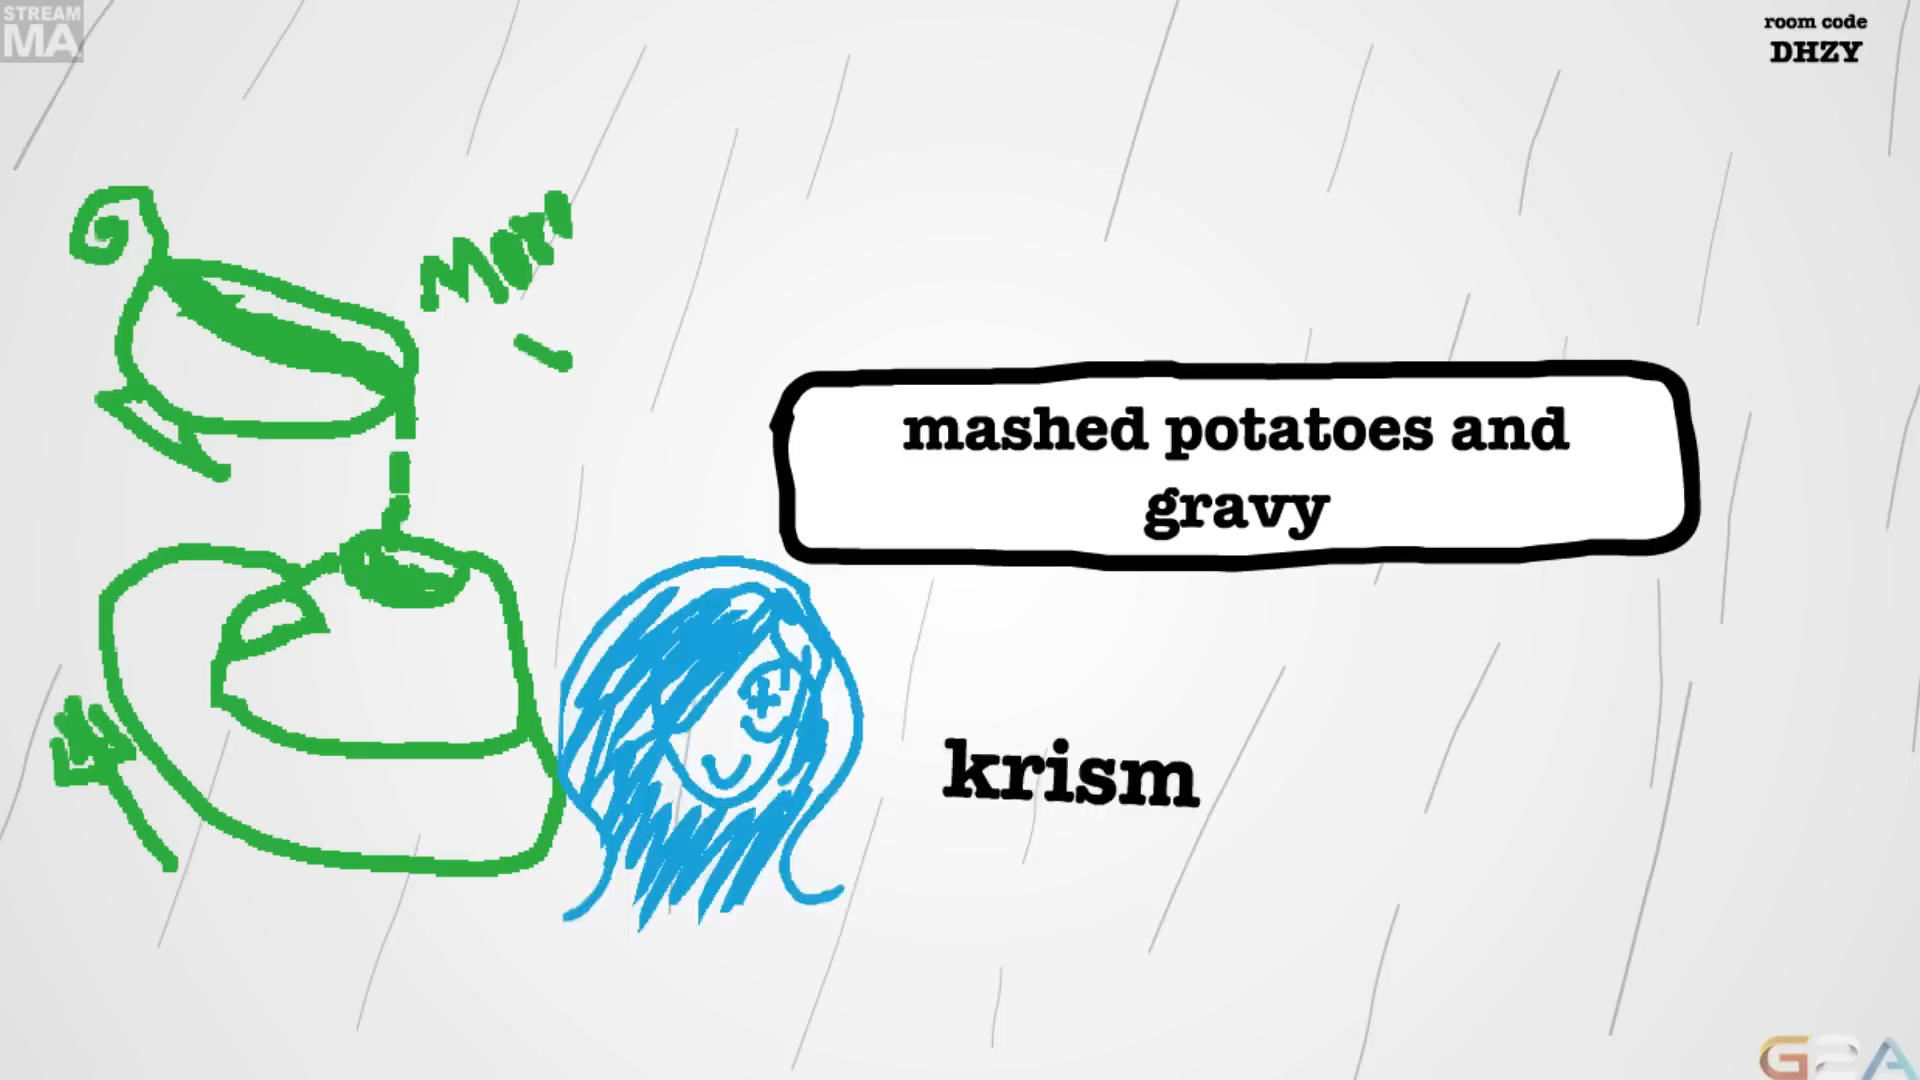 STREAM
MA
room code
DHZY
mashed potatoes and
gravy
krism
G2A